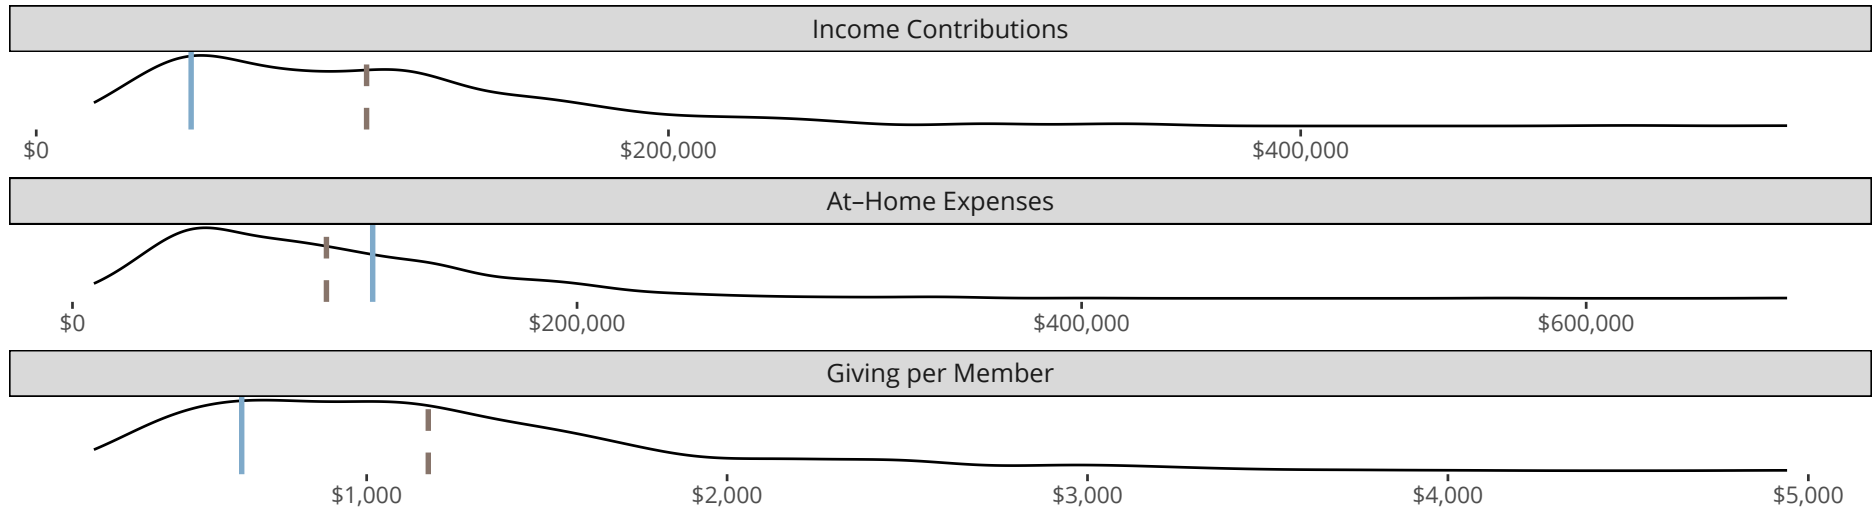 Income Contributions
$0 $200,000 $400,000
At–Home Expenses
$0 $200,000 $400,000 $600,000
Giving per Member
$1,000 $2,000 $3,000 $4,000 $5,000